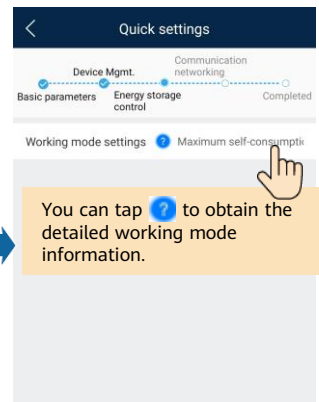 Quick settings
Communication
Device Mgmt. networking
Basic parameters Energy storage Completed
control
Working mode settings ? Maximum self-consumptic
You can tap ? to obtain the
detailed working mode
information.